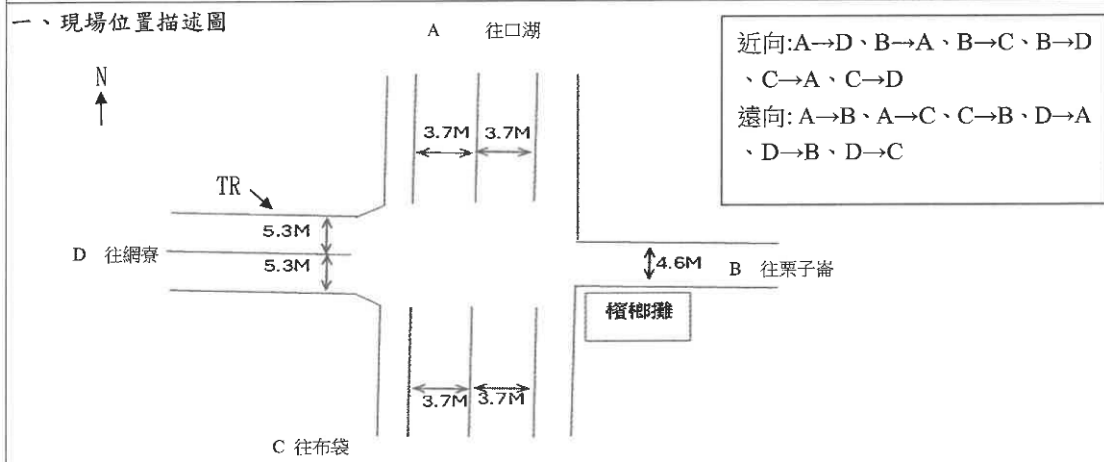 一、現場位置描述圖
A 往口湖
近向:A→D、B→A、B→C、B→D
、C→A、C→D
遠向: A→B、A→C、C→B、D→A
、D→B、D→C
N
3.7M 3.7M
TR
5.3M
D 往網寮
5.3M
4.6M
B 往栗子崙
檳榔攤
3.7M 3.7M
C 往布袋